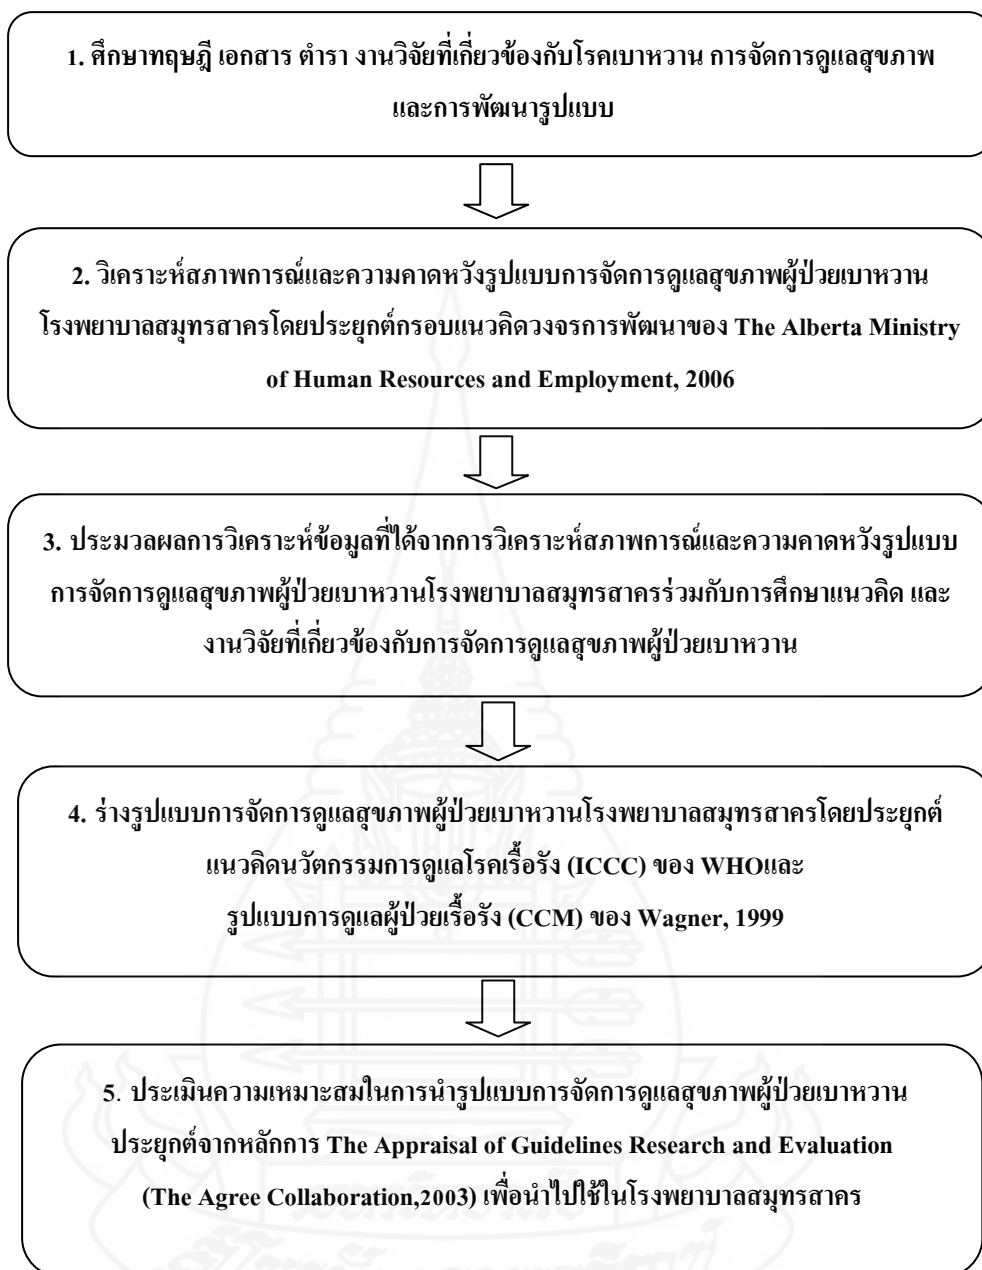 1. ศึกษาทฤษฎี เอกสาร ตำรา งานวิจัยที่เกี่ยวข้องกับโรคเบาหวาน การจัดการดูแลสุขภาพ
และการพัฒนารูปแบบ
2. วิเคราะห์สภาพการณ์และความคาดหวังรูปแบบการจัดการดูแลสุขภาพผู้ป่วยเบาหวาน
โรงพยาบาลสมุทรสาครโดยประยุกต์กรอบแนวคิดวงจรการพัฒนาของ The Alberta Ministry
of Human Resources and Employment, 2006
3. ประมวลผลการวิเคราะห์ข้อมูลที่ได้จากการวิเคราะห์สภาพการณ์และความคาดหวังรูปแบบ
การจัดการดูแลสุขภาพผู้ป่วยเบาหวานโรงพยาบาลสมุทรสาครร่วมกับการศึกษาแนวคิด และ
งานวิจัยที่เกี่ยวข้องกับการจัดการดูแลสุขภาพผู้ป่วยเบาหวาน
4. ร่างรูปแบบการจัดการดูแลสุขภาพผู้ป่วยเบาหวานโรงพยาบาลสมุทรสาครโดยประยุกต์
แนวคิดนวัตกรรมการดูแลโรคเรื้อรัง (ICCC) ของ WHOและ
รูปแบบการดูแลผู้ป่วยเรื้อรัง (CCM) ของ Wagner, 1999
5. ประเมินความเหมาะสมในการนำรูปแบบการจัดการดูแลสุขภาพผู้ป่วยเบาหวาน
ประยุกต์จากหลักการ The Appraisal of Guidelines Research and Evaluation
(The Agree Collaboration,2003) เพื่อนำไปใช้ในโรงพยาบาลสมุทรสาคร